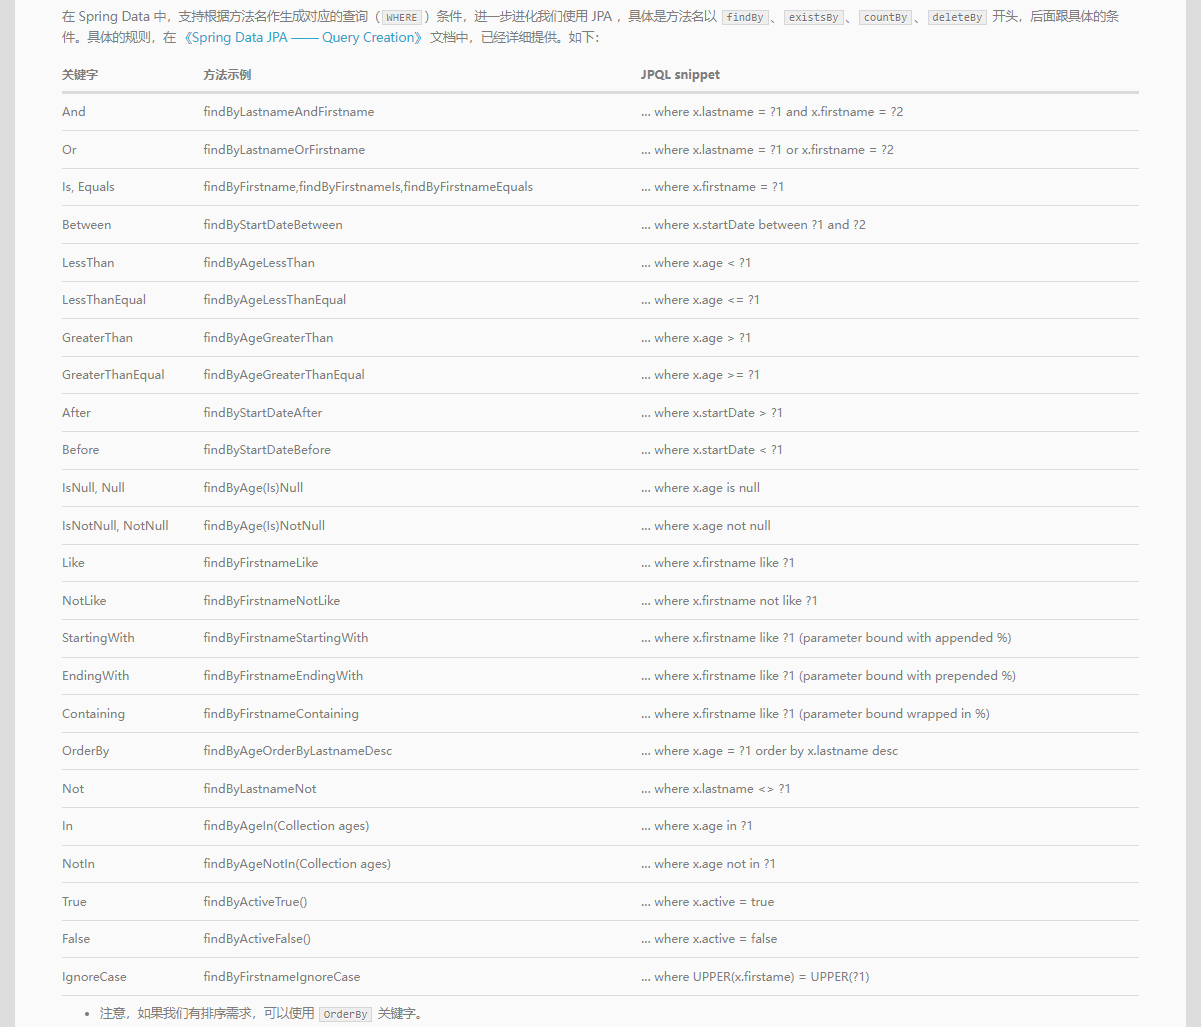 在 Spring Data 中，支持根据方法名作生成对应的查询（WHERE）条件，进一步进化我们使用 JPA ，具体是方法名以 findBy、existsBy、countBy、deleteBy 开头，后面跟具体的条
件。具体的规则，在《Spring Data JPA —— Query Creation》文档中，已经详细提供。如下：
关键字 方法示例 JPQL snippet
And findByLastnameAndFirstname … where x.lastname = ?1 and x.firstname = ?2
Or findByLastnameOrFirstname … where x.lastname = ?1 or x.firstname = ?2
Is, Equals findByFirstname,findByFirstnameIs,findByFirstnameEquals … where x.firstname = ?1
Between findByStartDateBetween … where x.startDate between ?1 and ?2
LessThan findByAgeLessThan … where x.age < ?1
LessThanEqual findByAgeLessThanEqual … where x.age <= ?1
GreaterThan findByAgeGreaterThan … where x.age > ?1
GreaterThanEqual findByAgeGreaterThanEqual … where x.age >= ?1
After findByStartDateAfter … where x.startDate > ?1
Before findByStartDateBefore … where x.startDate < ?1
IsNull, Null findByAge(Is)Null … where x.age is null
IsNotNull, NotNull findByAge(Is)NotNull … where x.age not null
Like findByFirstnameLike … where x.firstname like ?1
NotLike findByFirstnameNotLike … where x.firstname not like ?1
StartingWith findByFirstnameStartingWith … where x.firstname like ?1 (parameter bound with appended %)
EndingWith findByFirstnameEndingWith … where x.firstname like ?1 (parameter bound with prepended %)
Containing findByFirstnameContaining … where x.firstname like ?1 (parameter bound wrapped in %)
OrderBy findByAgeOrderByLastnameDesc … where x.age = ?1 order by x.lastname desc
Not findByLastnameNot … where x.lastname <> ?1
In findByAgeIn(Collection ages) … where x.age in ?1
NotIn findByAgeNotIn(Collection ages) … where x.age not in ?1
True findByActiveTrue() … where x.active = true
False findByActiveFalse() … where x.active = false
IgnoreCase findByFirstnameIgnoreCase … where UPPER(x.firstame) = UPPER(?1)
• 注意，如果我们有排序需求，可以使用 OrderBy 关键字。